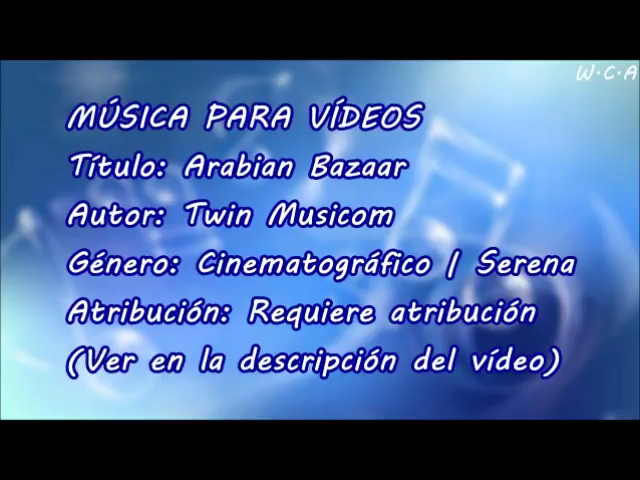 W·C·A
MÚSICA PARA VÍDEOS
Título: Arabian Bazaar
Autor: Twin Musicom
Género: Cinematográfico | Serena
Atribución: Requiere atribución
(Ver en la descripción del vídeo)